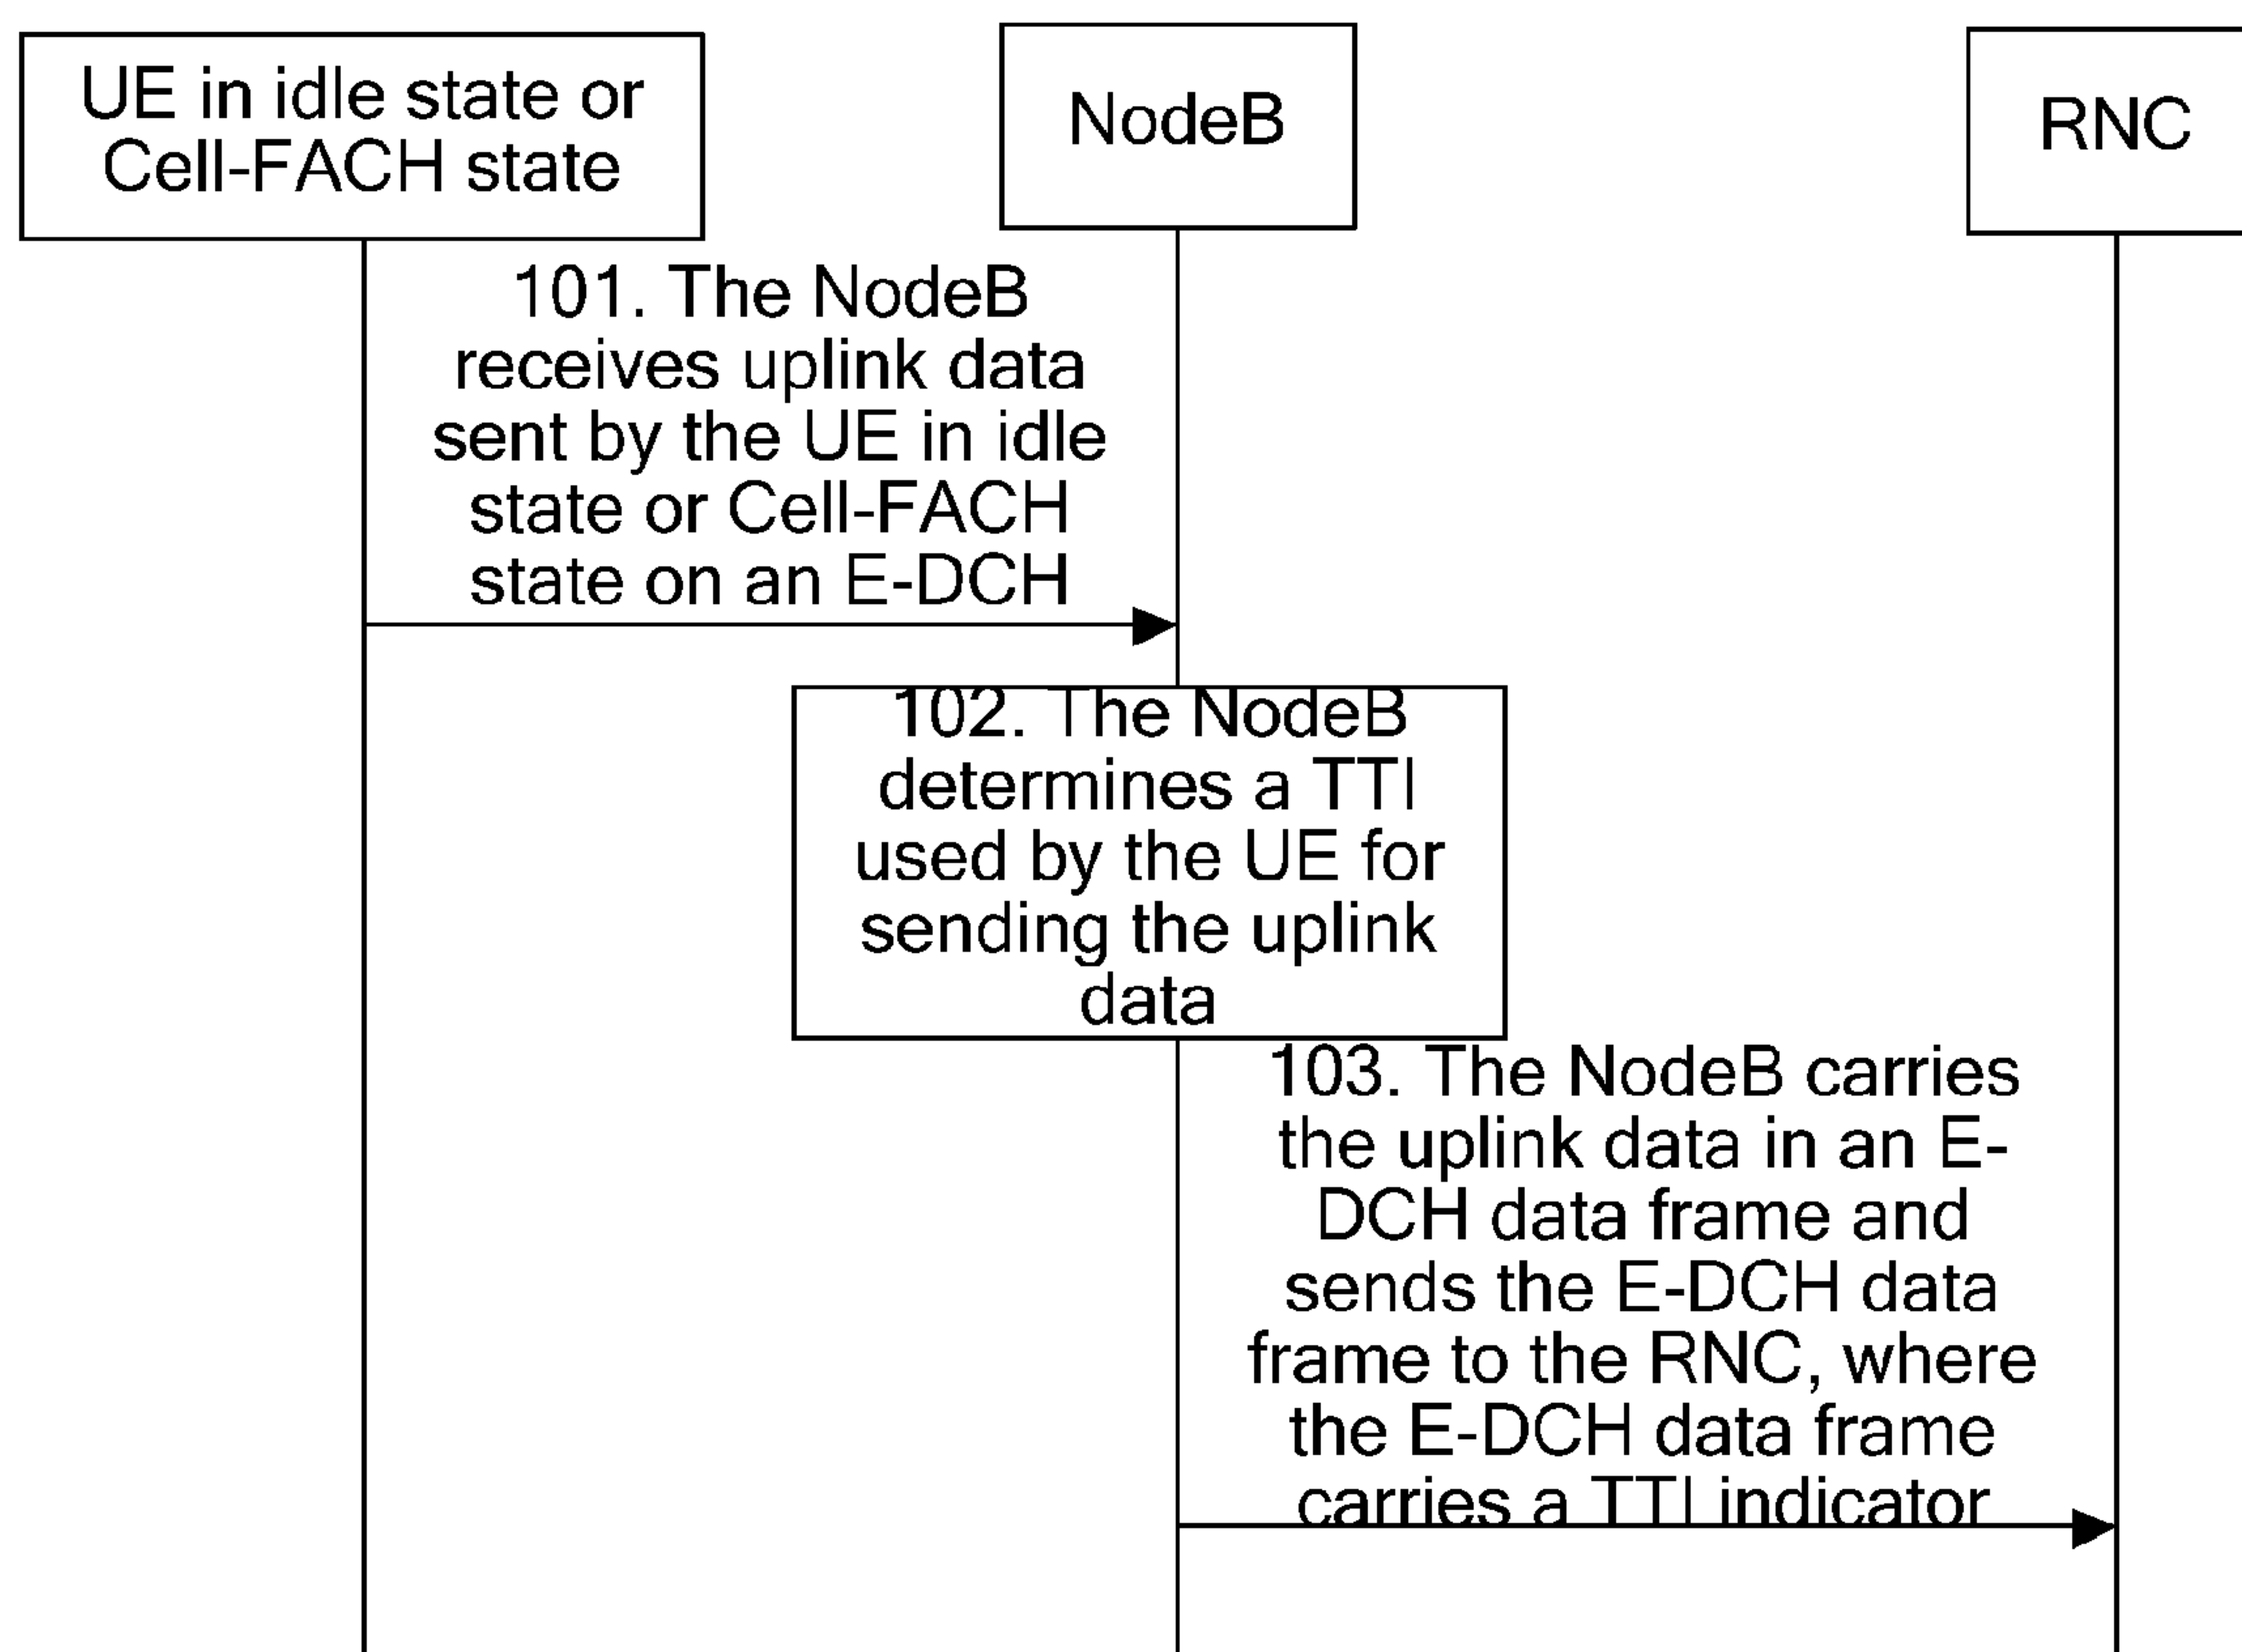 UE in idle state or
Cell-FACH state
NodeB
RNC
101. The NodeB
receives uplink data
sent by the UE in idle
state or Cell-FACH
state on an E-DCH
102. The NodeB
determines a TTI
used by the UE for
sending the uplink
data
103. The NodeB carries
the uplink data in an E-
DCH data frame and
sends the E-DCH data
frame to the RNC, where
the E-DCH data frame
carries a TTI indicator